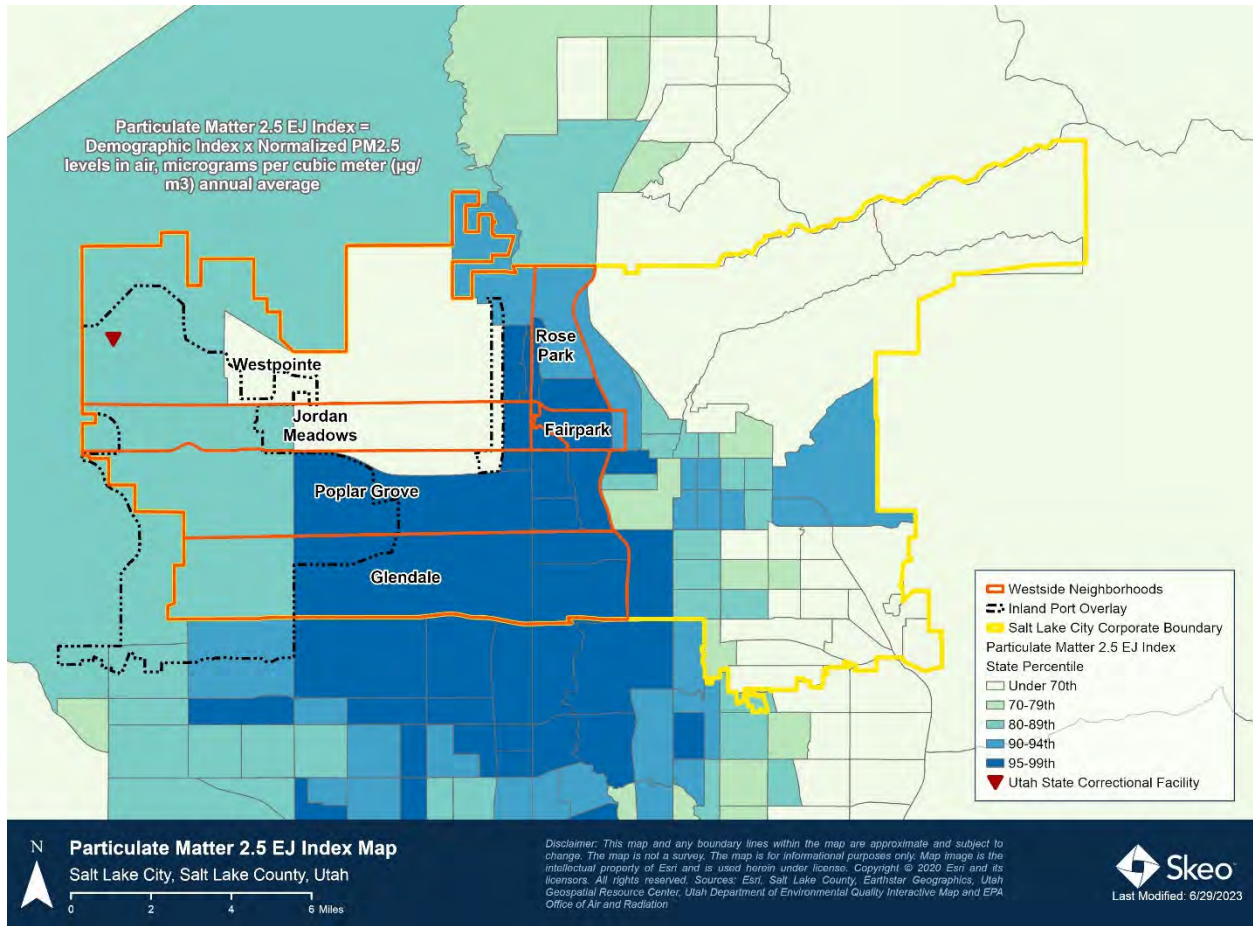 Particulate Matter 2.5 EJ Index =
Demographic Index x Normalized PM2.5
levels in air, micrograms per cubic meter (µg/
m3) annual average
Rose
Park
Westpointe
Jordan
Meadows
Fairpark
Poplar Grove
Glendale
Westside Neighborhoods
Inland Port Overlay
Salt Lake City Corporate Boundary
Particulate Matter 2.5 EJ Index
State Percentile
Under 70th
70-79th
80-89th
90-94th
95-99th
Utah State Correctional Facility
N
Particulate Matter 2.5 EJ Index Map
Salt Lake City, Salt Lake County, Utah
0 2 4 6 Miles
Disclaimer: This map and any boundary lines within the map are approximate and subject to
change. The map is not a survey. The map is for informational purposes only. Map image is the
intellectual property of Esri and is used herein under license. Copyright © 2020 Esri and its
licensors. All rights reserved. Sources: Esri, Salt Lake County, Earthstar Geographics, Utah
Geospatial Resource Center, Utah Department of Environmental Quality Interactive Map and EPA
Office of Air and Radiation
Skeo
Last Modified: 6/29/2023